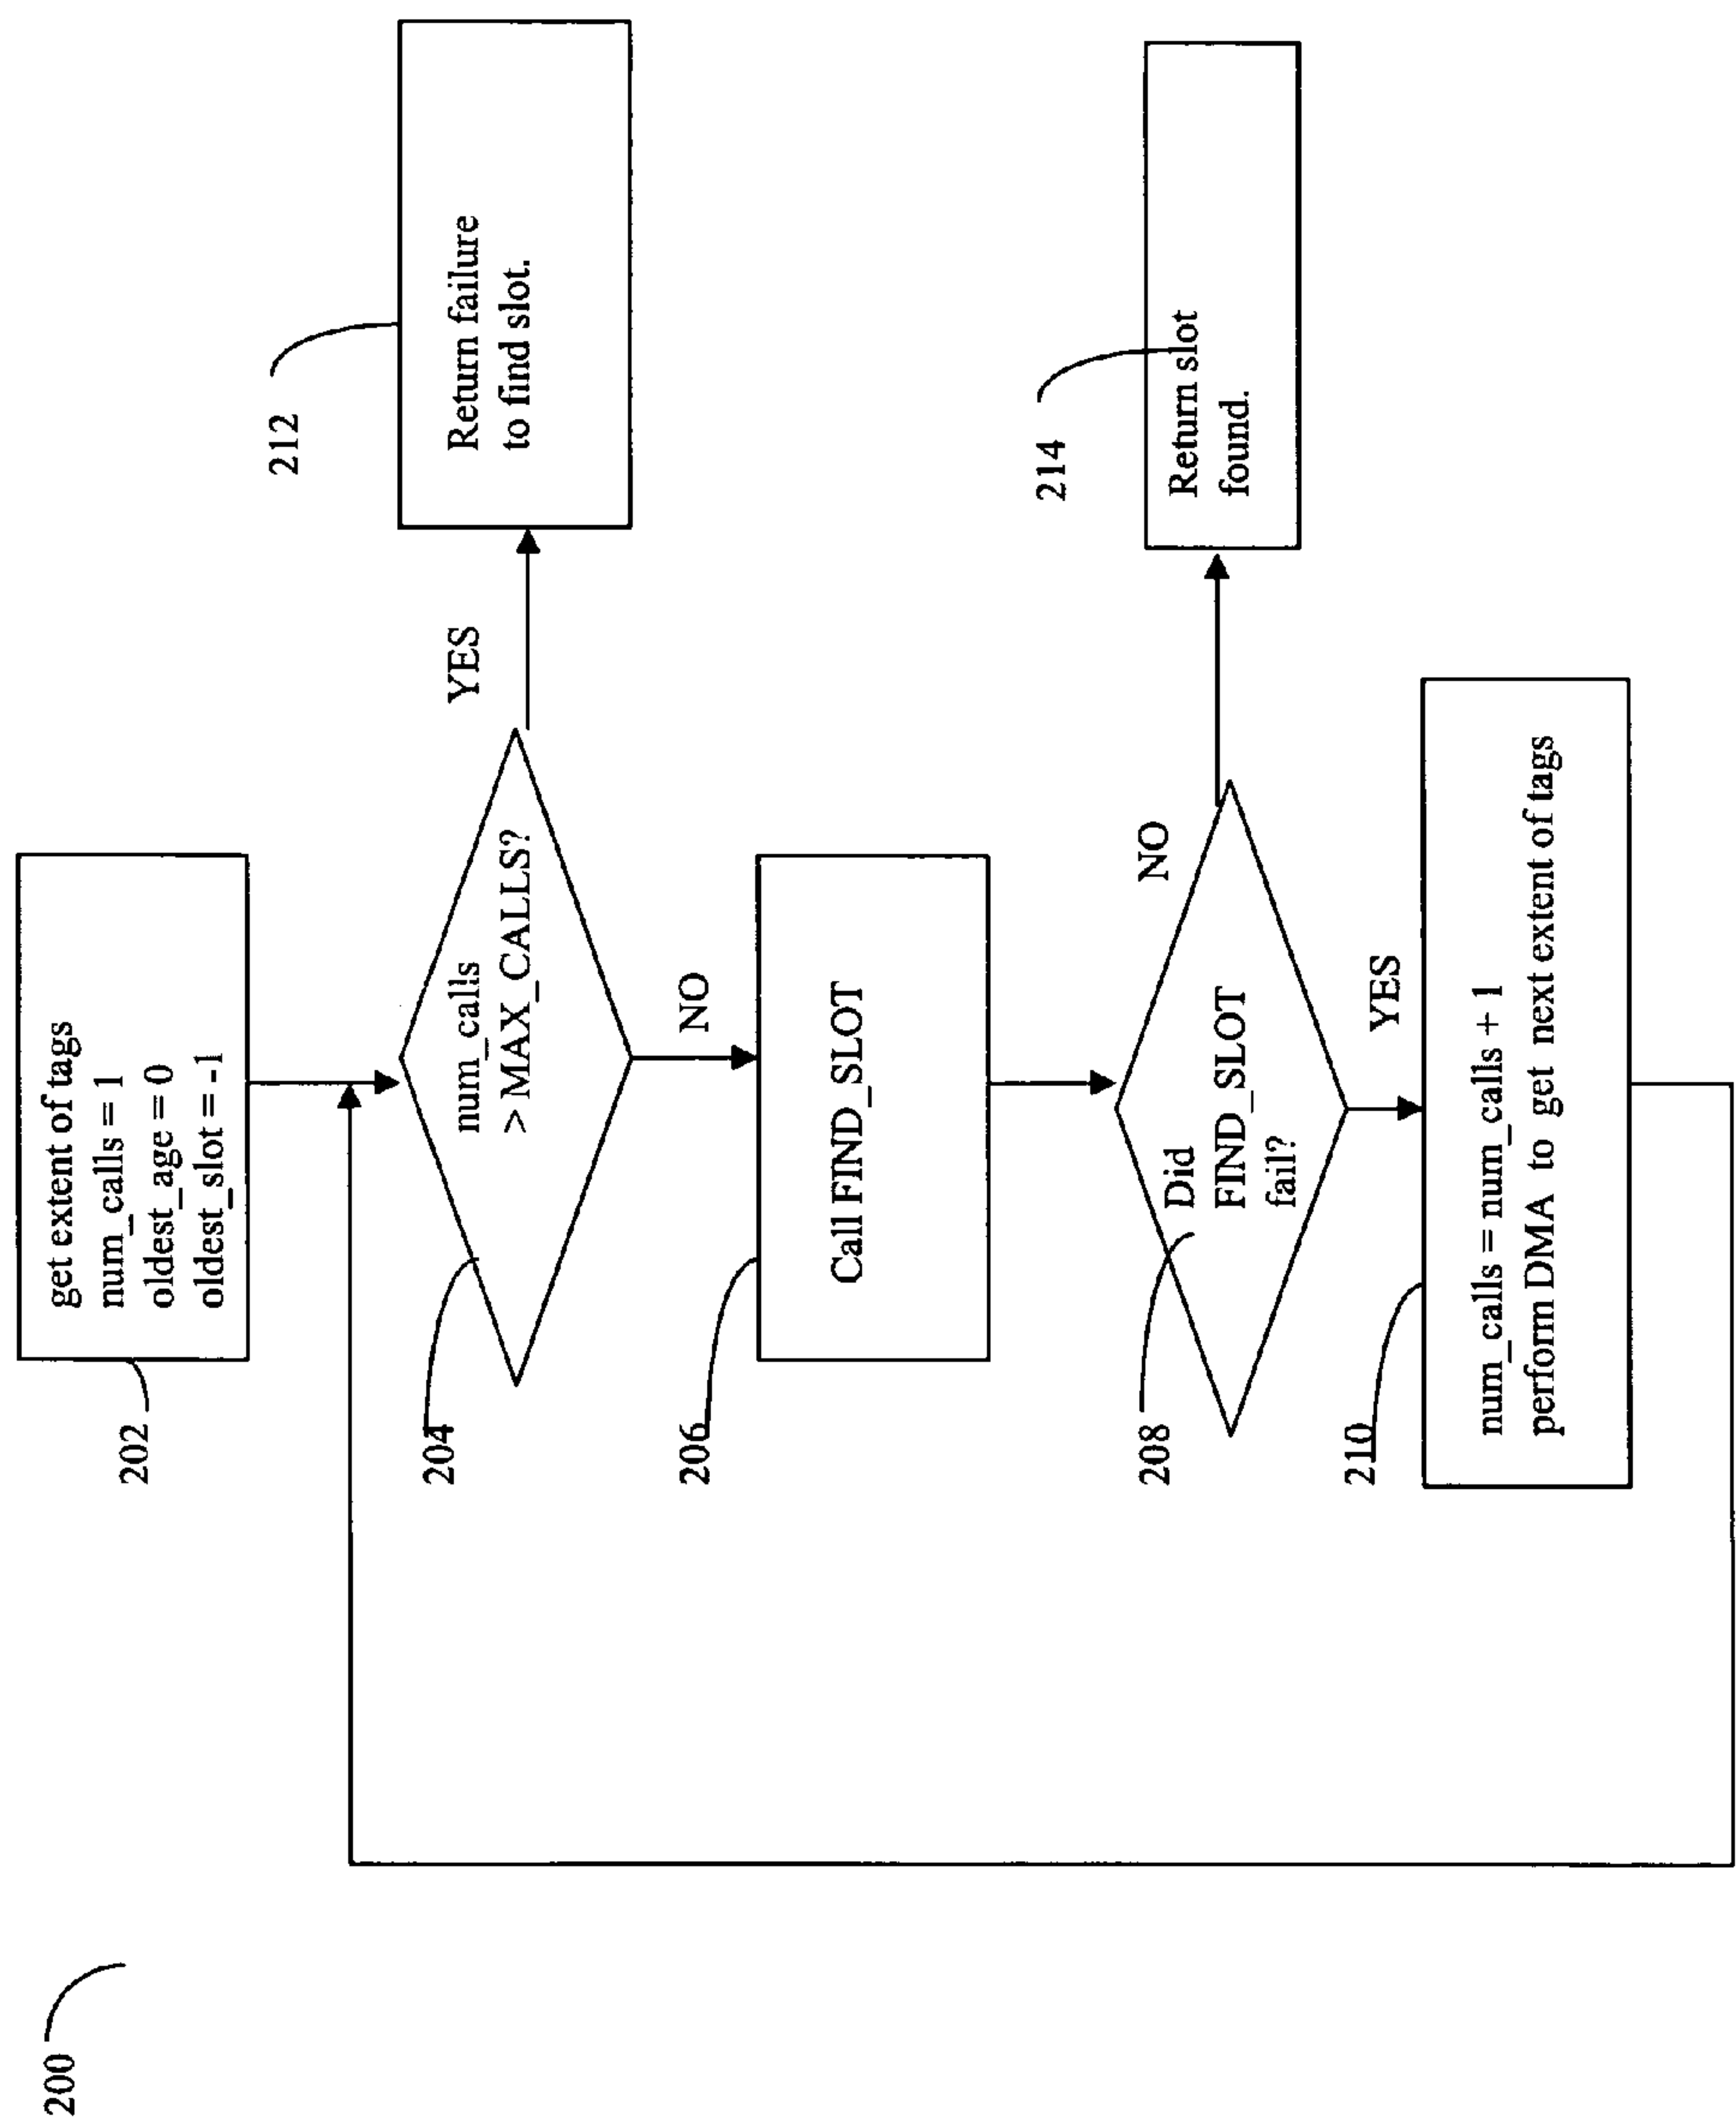 200
202
get extent of tags
num_calls = 1
oldest_age = 0
oldest_slot = -1
204
num_calls
> MAX_CALLS?
YES
212
Return failure
to find slot.
NO
206
Call FIND_SLOT
208
Did
FIND_SLOT
fail?
NO
214
Return slot
found.
YES
210
num_calls = num_calls + 1
perform DMA to get next extent of tags